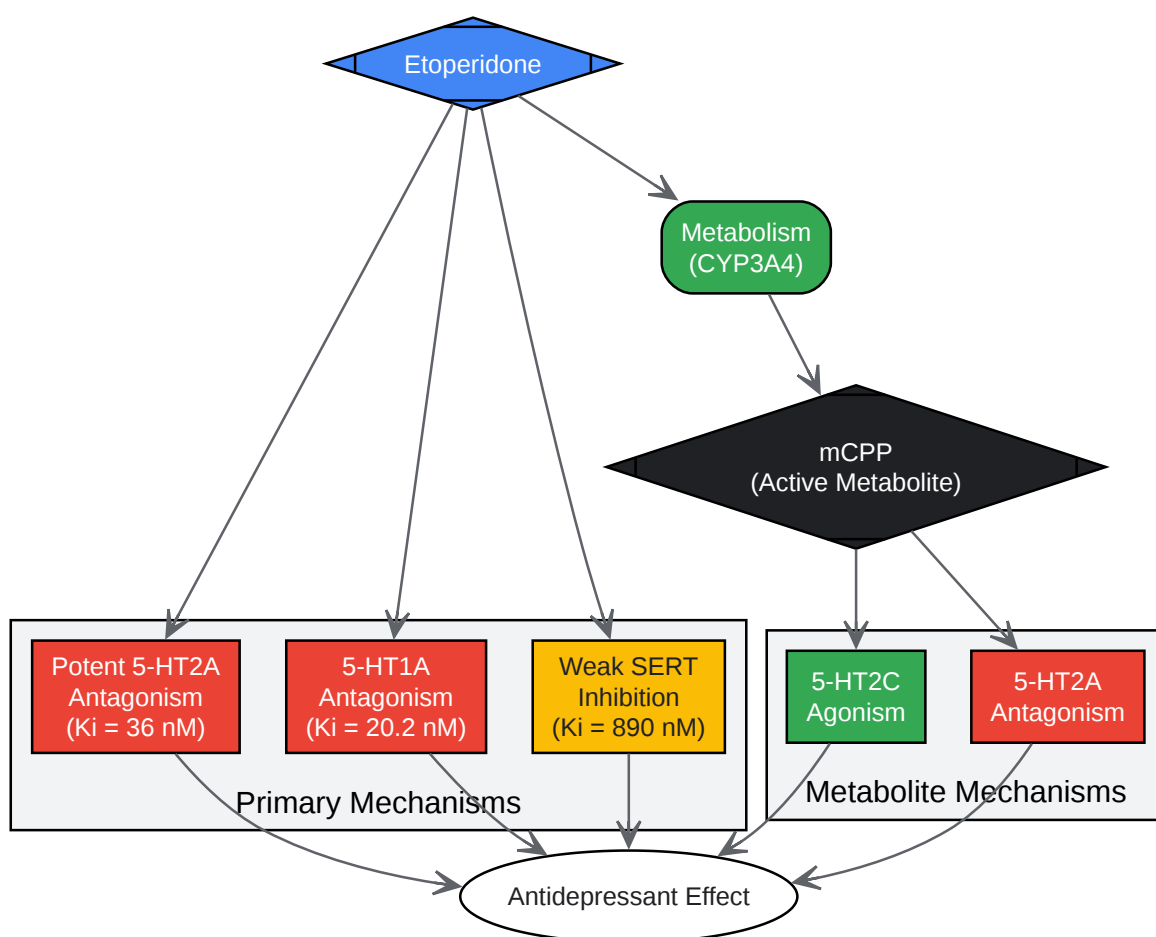 Etoperidone
Metabolism
(CYP3A4)
mCPP
(Active Metabolite)
Potent 5-HT2A
Antagonism
(Ki = 36 nM)
5-HT1A
Antagonism
(Ki = 20.2 nM)
Weak SERT
Inhibition
(Ki = 890 nM)
5-HT2C
Agonism
5-HT2A
Antagonism
Primary Mechanisms
Metabolite Mechanisms
Antidepressant Effect